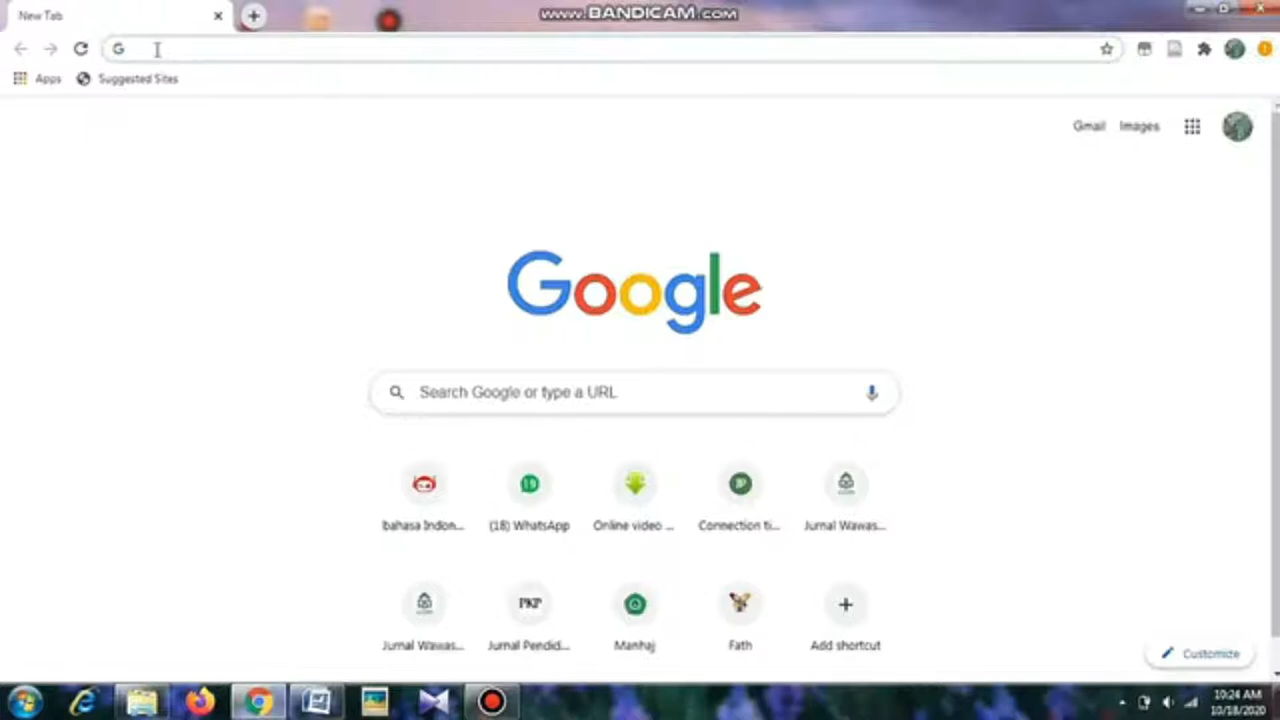 New Tab
www.BANDICAM.com
G
Apps
Suggested Sites
Gmail
Images
Google
Search Google or type a URL
bahasa Indon...
(18) WhatsApp
Online video ...
Connection ti...
Jurnal Wawas...
PKP
Jurnal Wawas...
Jurnal Pendid...
Manhaj
Fath
Add shortcut
Customize
10:24 AM
10/18/2020